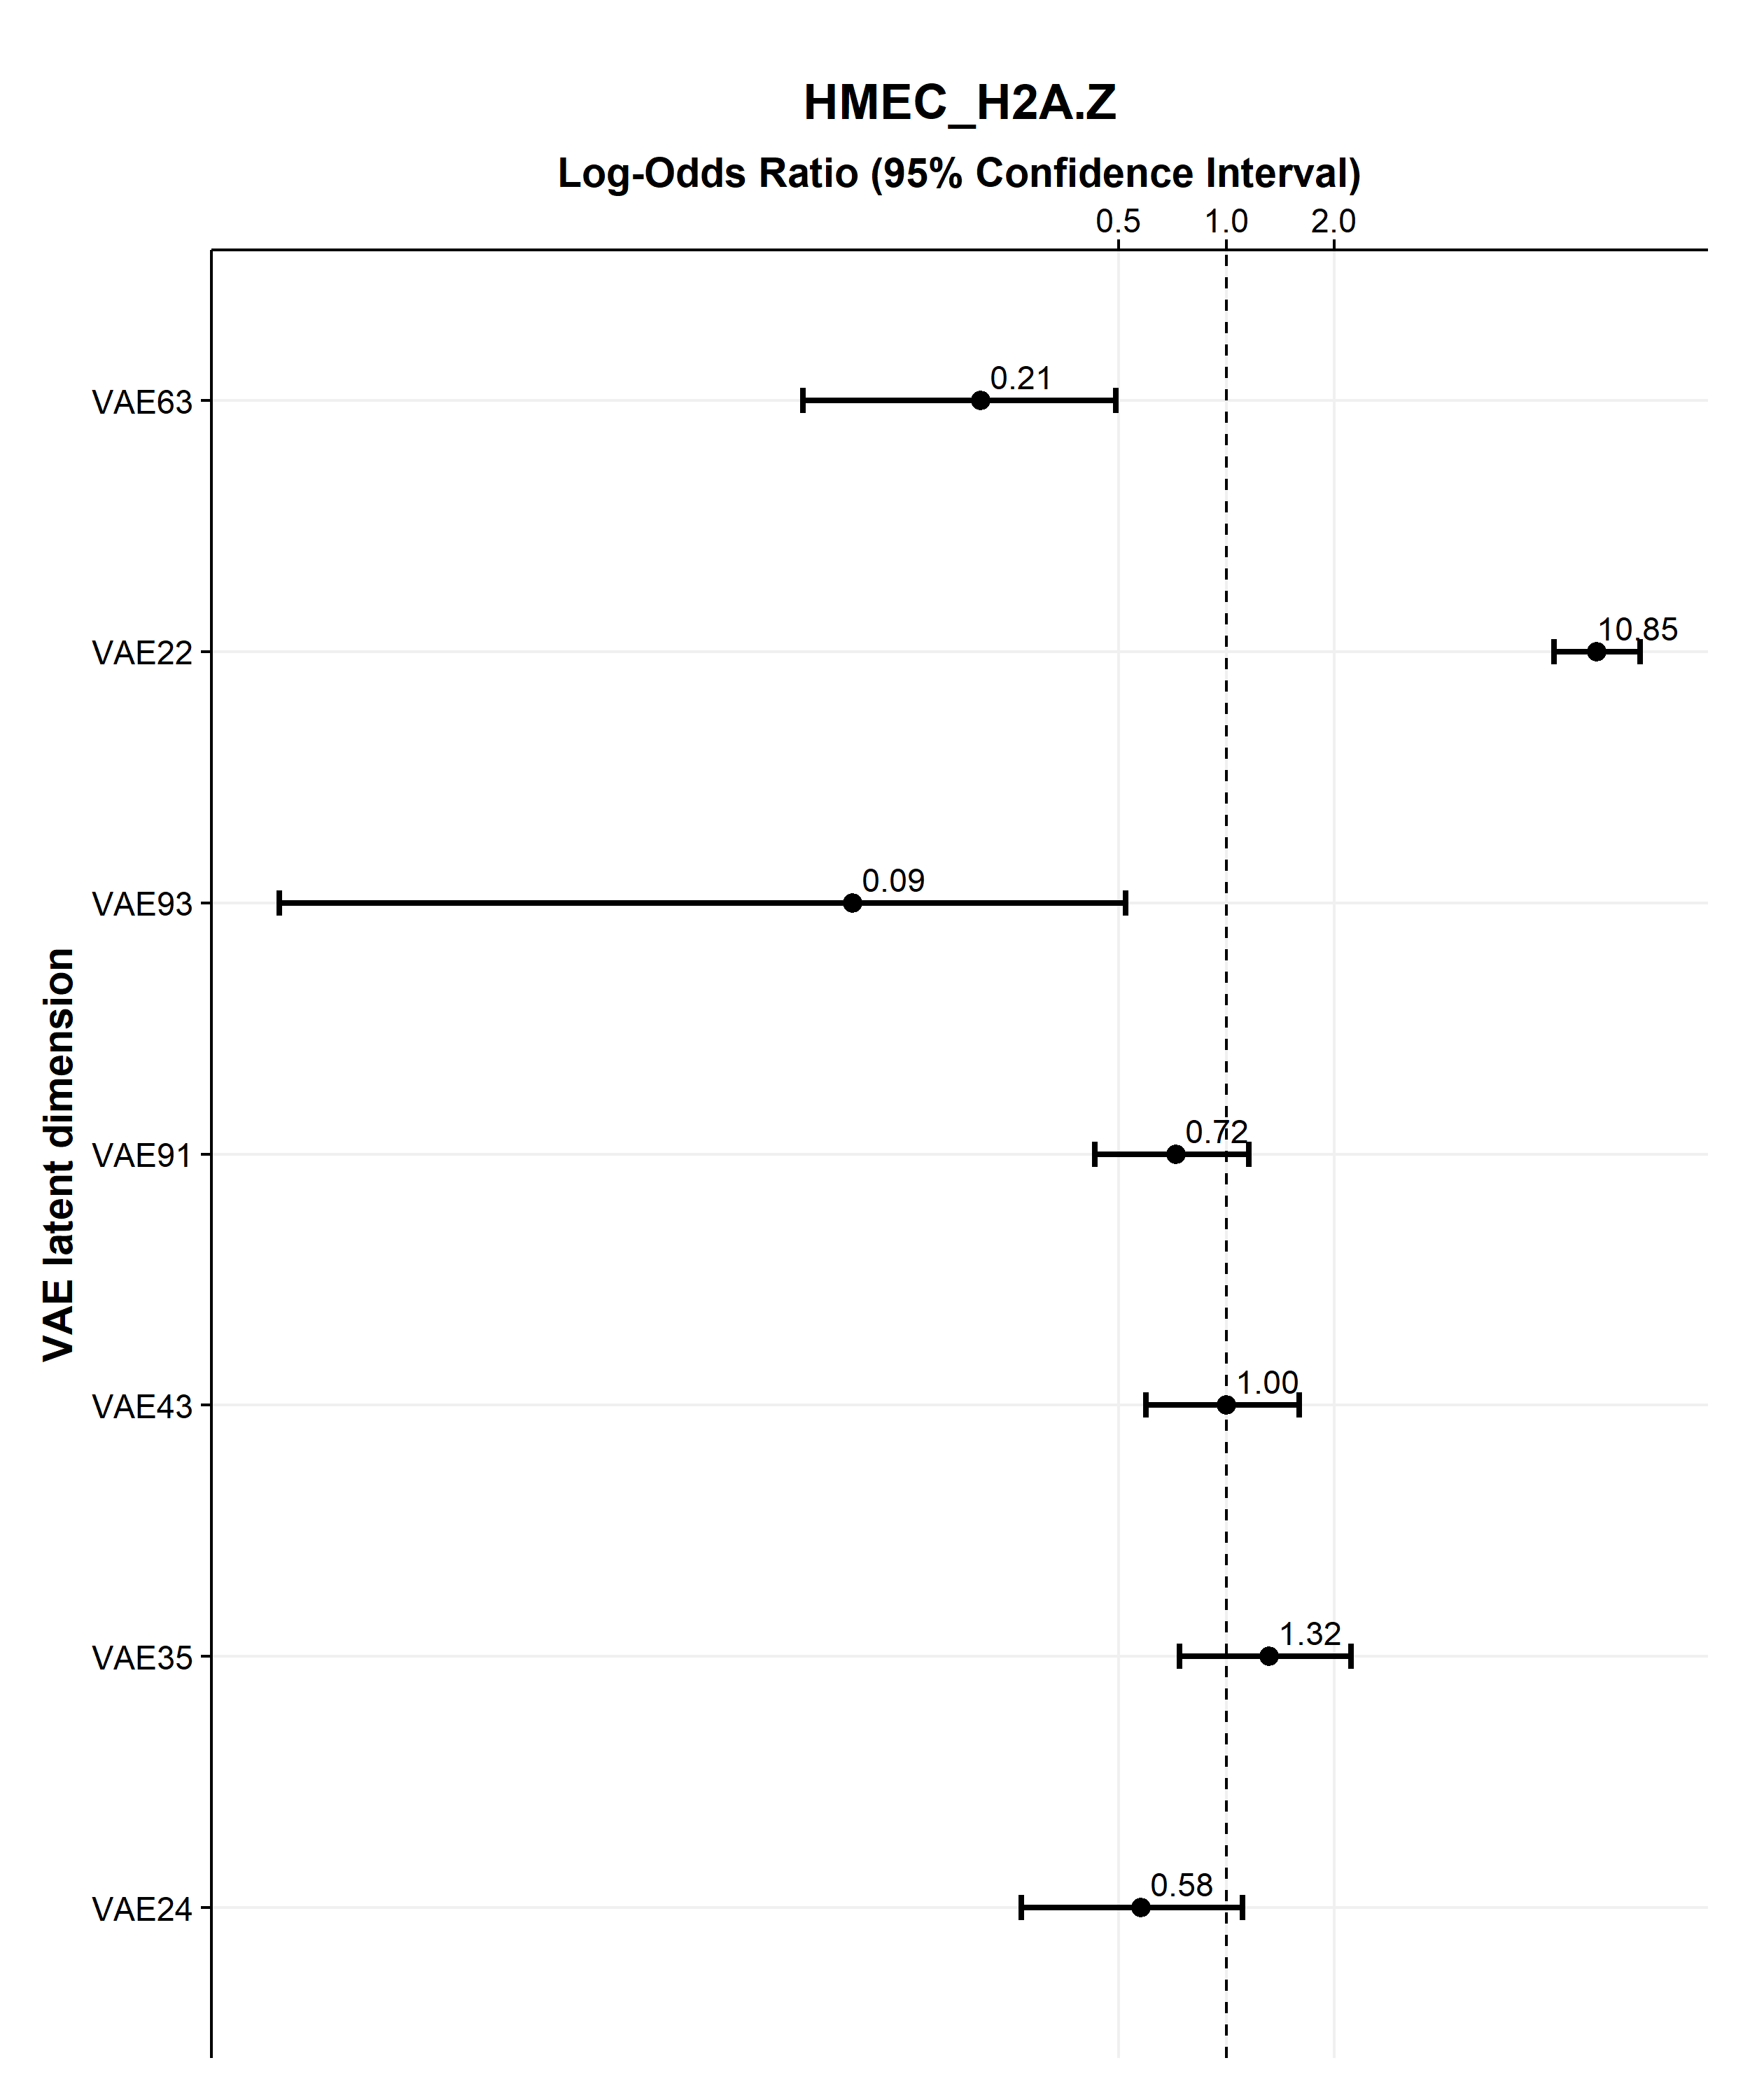 HMEC_H2A.Z
Log-Odds Ratio (95% Confidence Interval)
0.5 1.0 2.0
VAE63 0.21
VAE22 10.85
VAE93 0.09
VAE91 0.72
VAE43 1.00
VAE35 1.32
VAE24 0.58
VAE latent dimension